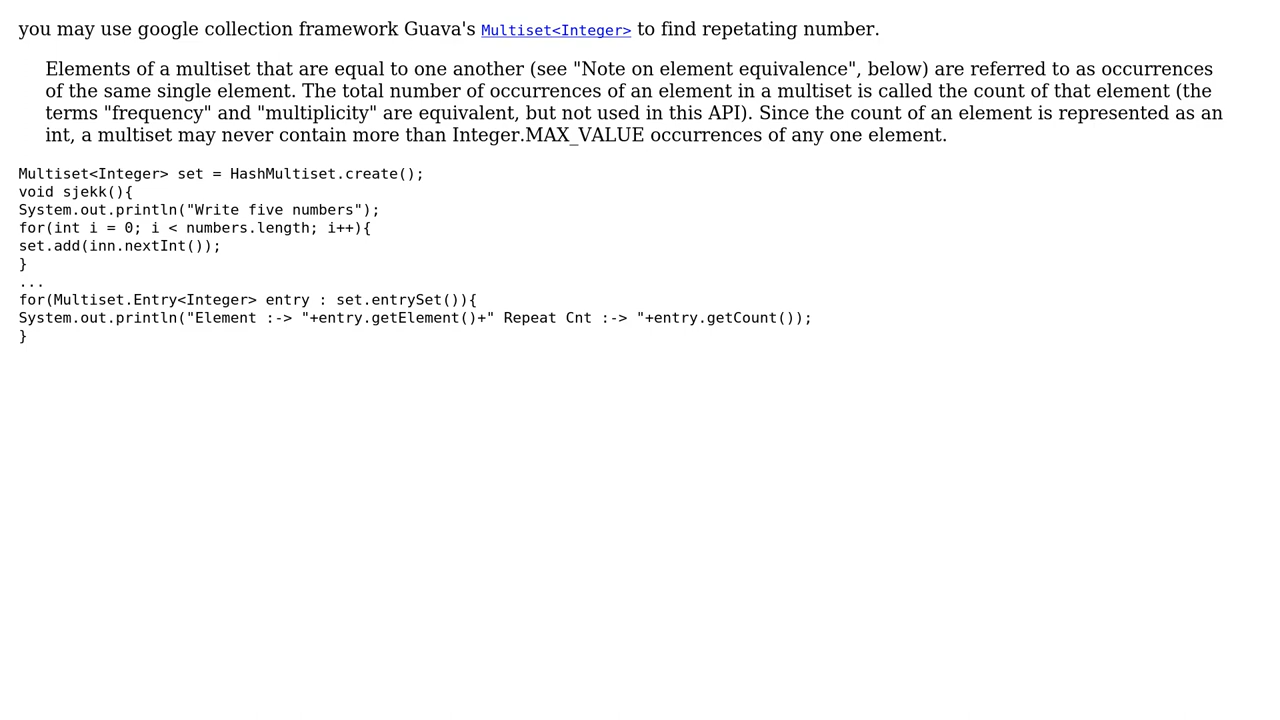 you may use google collection framework Guava's Multiset<Integer> to find repetating number.
Elements of a multiset that are equal to one another (see "Note on element equivalence", below) are referred to as occurrences
of the same single element. The total number of occurrences of an element in a multiset is called the count of that element (the
terms "frequency" and "multiplicity" are equivalent, but not used in this API). Since the count of an element is represented as an
int, a multiset may never contain more than Integer.MAX_VALUE occurrences of any one element.
Multiset<Integer> set = HashMultiset.create();
void sjekk(){
System.out.println("Write five numbers");
for(int i = 0; i < numbers.length; i++){
set.add(inn.nextInt());
}
...
for(Multiset.Entry<Integer> entry : set.entrySet()){
System.out.println("Element :-> "+entry.getElement()+" Repeat Cnt :-> "+entry.getCount());
}